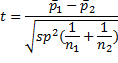 t = (p̅₁ − p̅₂) / √(sp²(1/n₁ + 1/n₂))